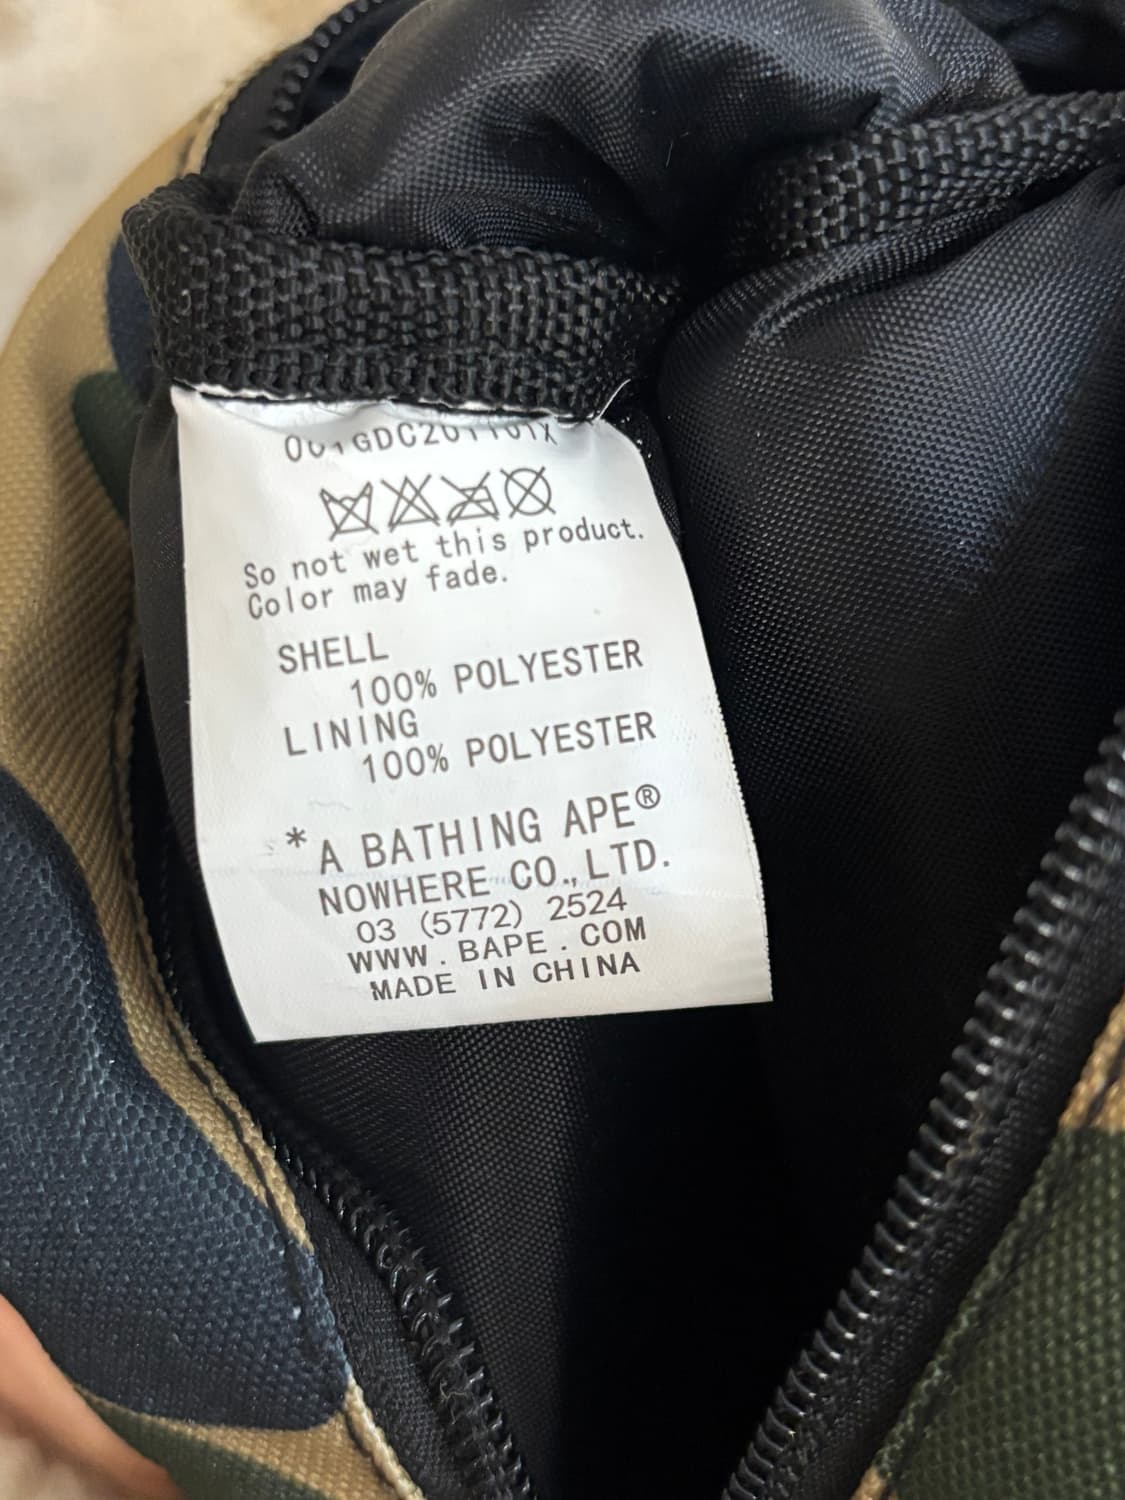 So not wet this product.
Color may fade.
SHELL
100% POLYESTER
LINING
100% POLYESTER
*A BATHING APE®
NOWHERE CO.,LTD.
03 (5772) 2524
WWW.BAPE.COM
MADE IN CHINA